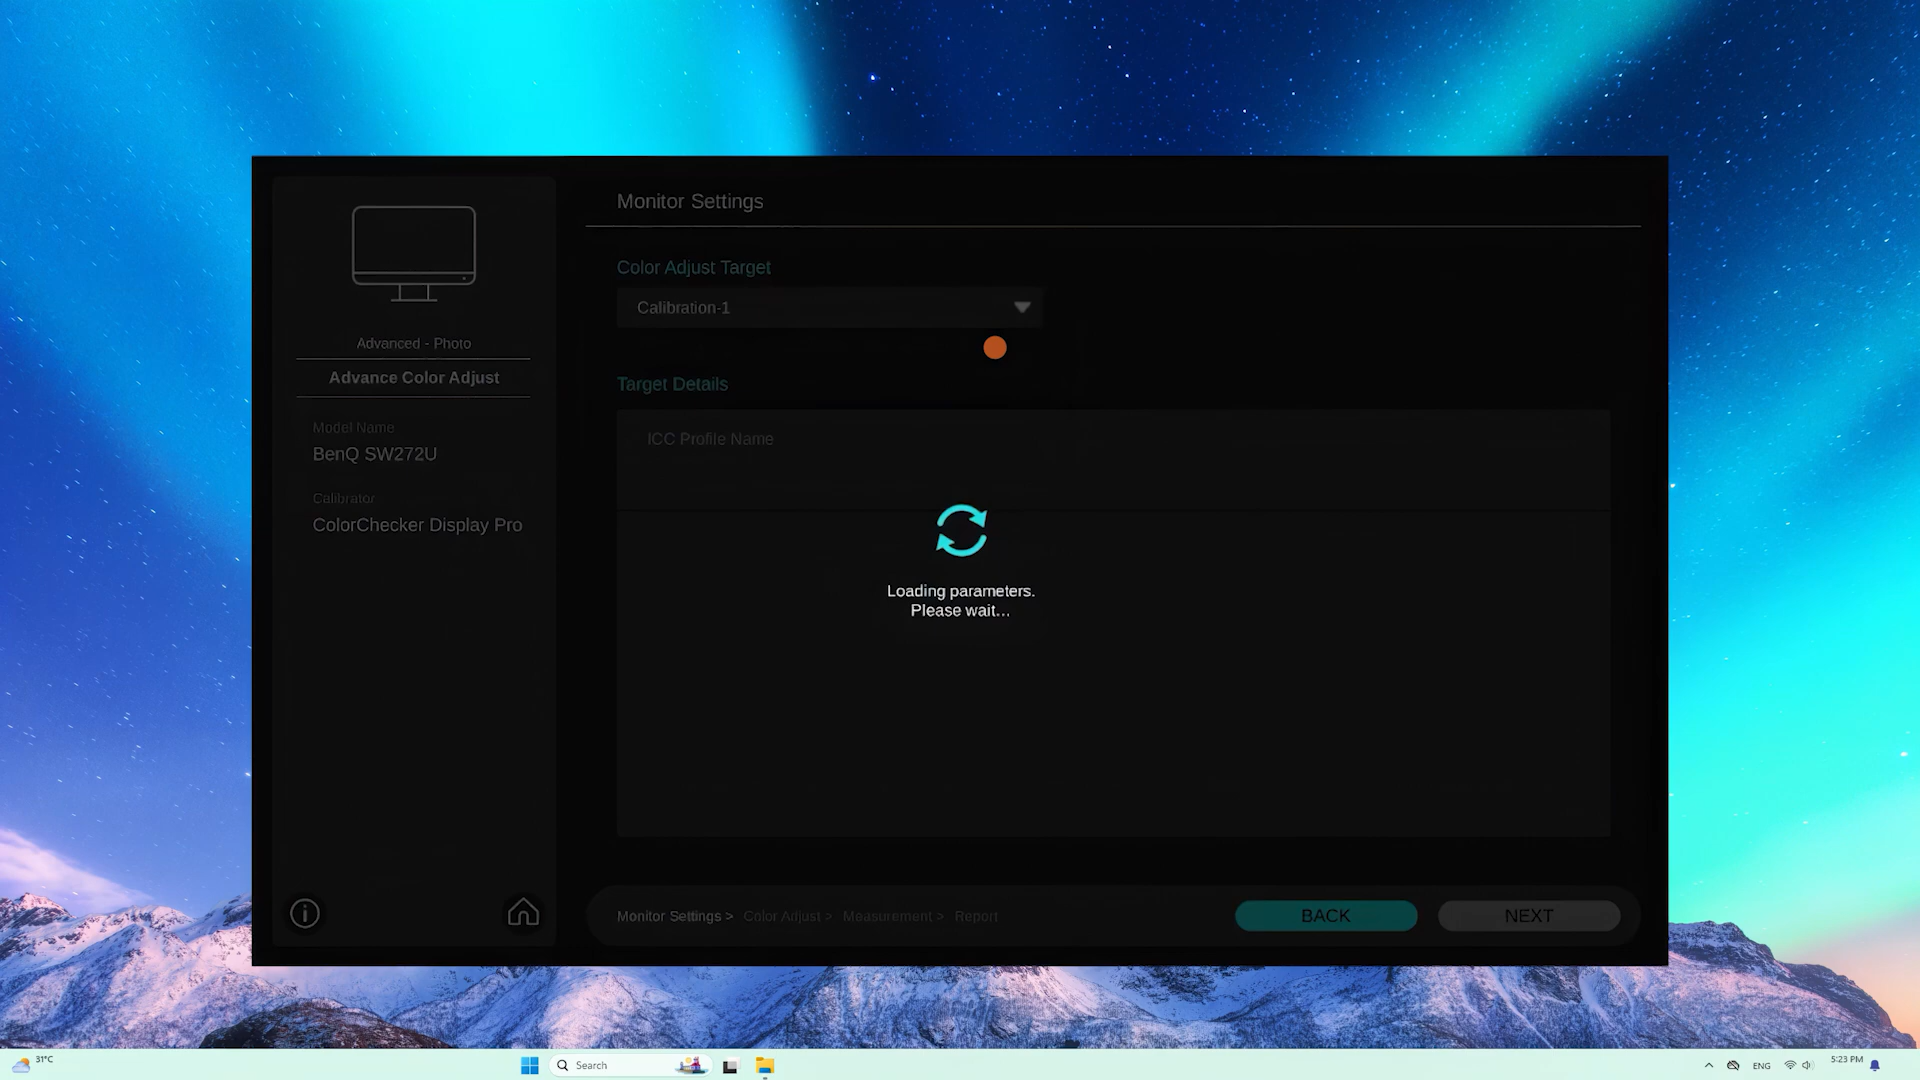 Monitor Settings
Color Adjust Target
Calibration-1
Advanced - Photo
Advance Color Adjust
Target Details
Model Name
BenQ SW272U
ICC Profile Name
Calibrator
ColorChecker Display Pro
Loading parameters.
Please wait...
Monitor Settings > Color Adjust > Measurement > Report
BACK
NEXT
31°C
Search
ENG
5:23 PM